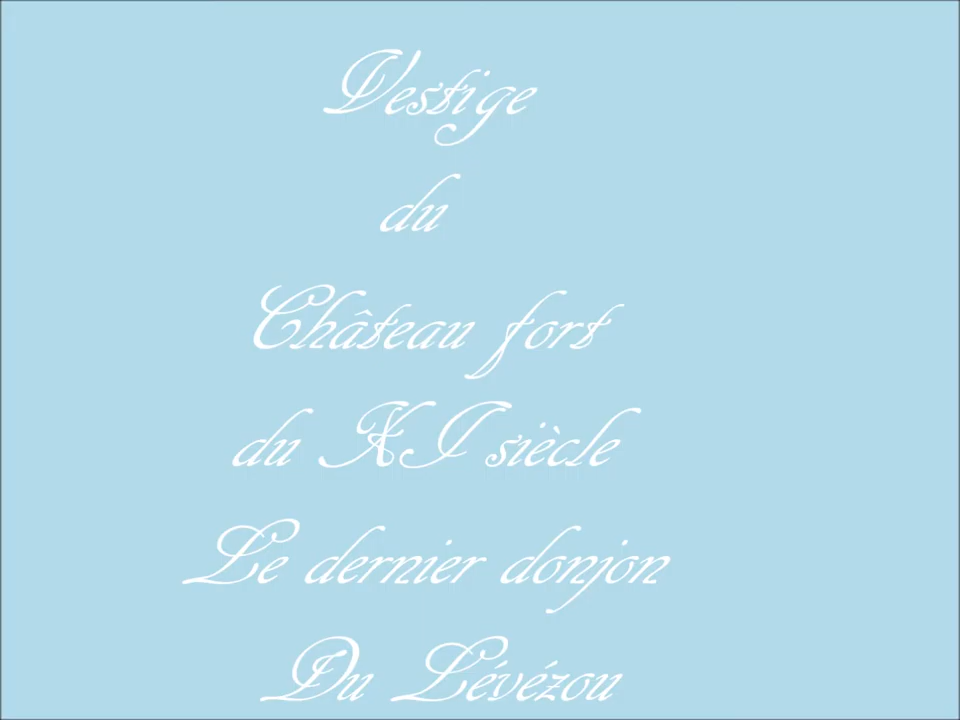 Vestige
du
Château fort
du XI siècle
Le dernier donjon
Du Lévézou